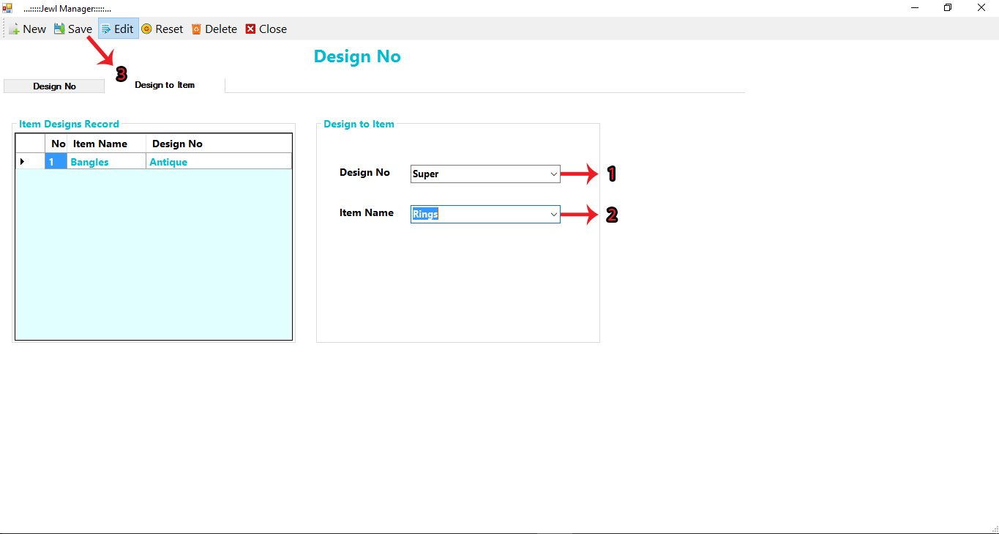 ...:::::Jewl Manager:::::...
New Save Edit Reset Delete Close
Design No
3
Design No Design to Item
Item Designs Record
No Item Name Design No
1 Bangles Antique
Design to Item
Design No Super 1
Item Name Rings 2